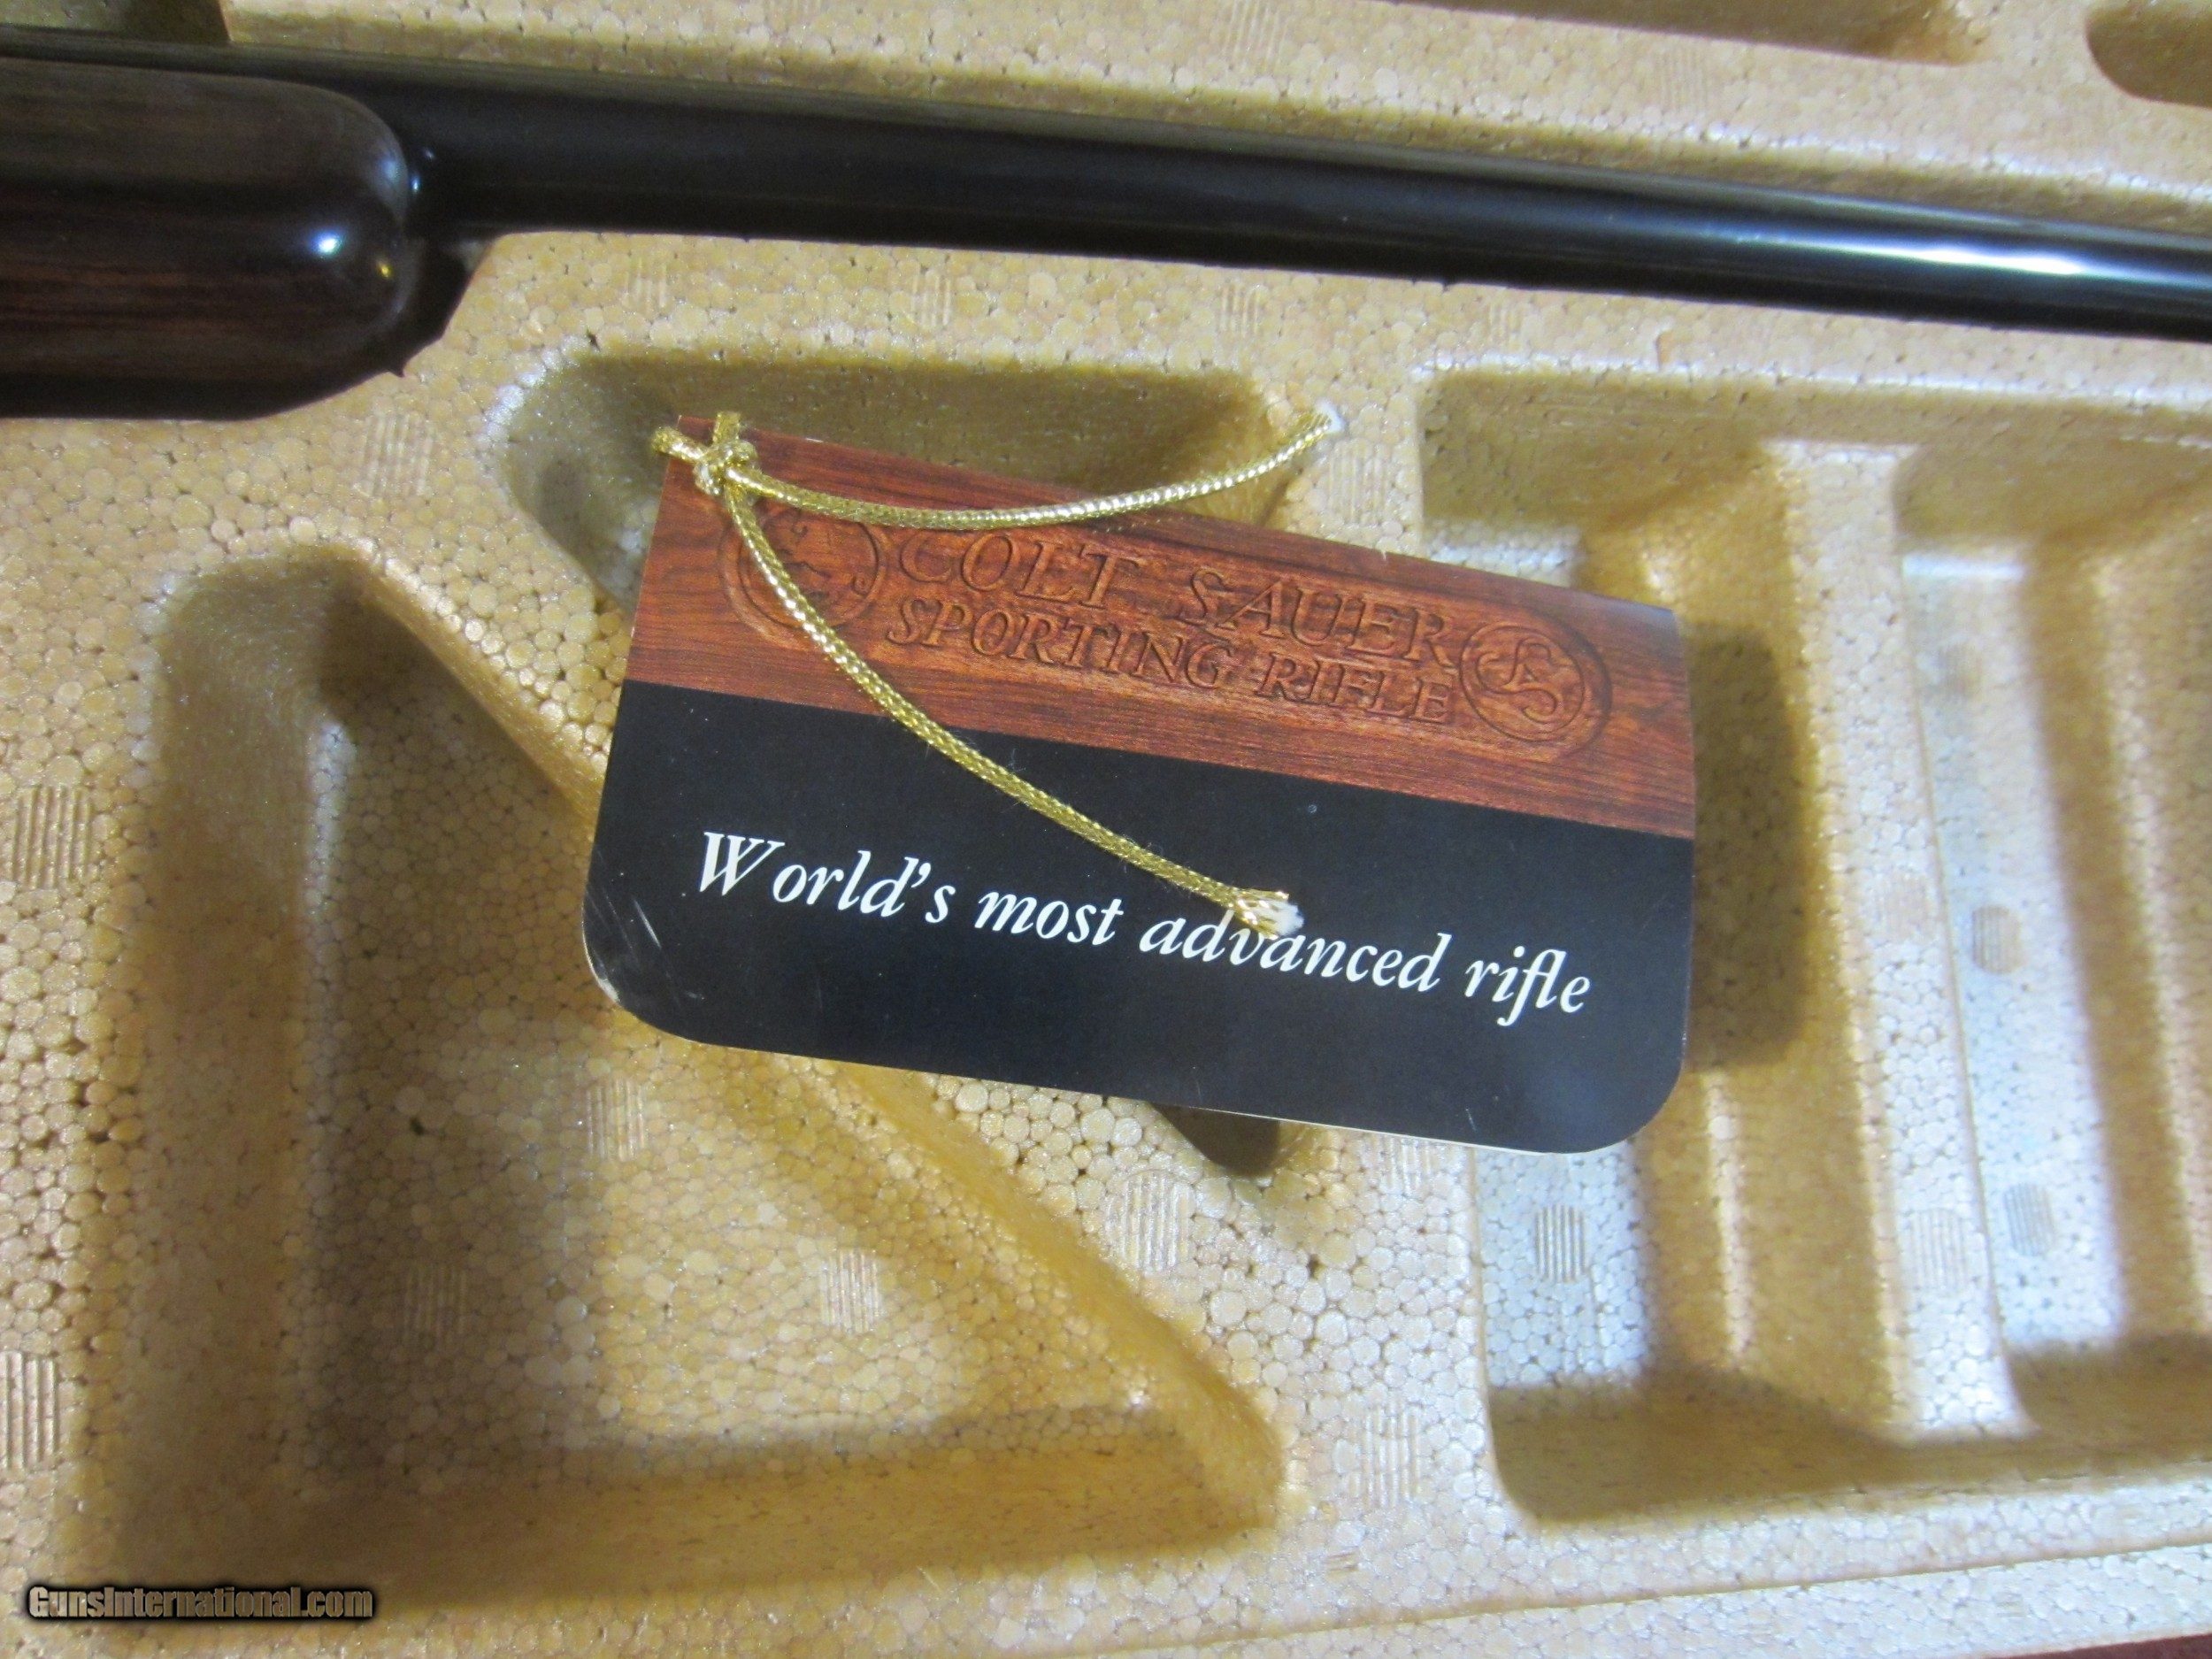 COLT SAUER
SPORTING RIFLE
World's most advanced rifle
GunsInternational.com